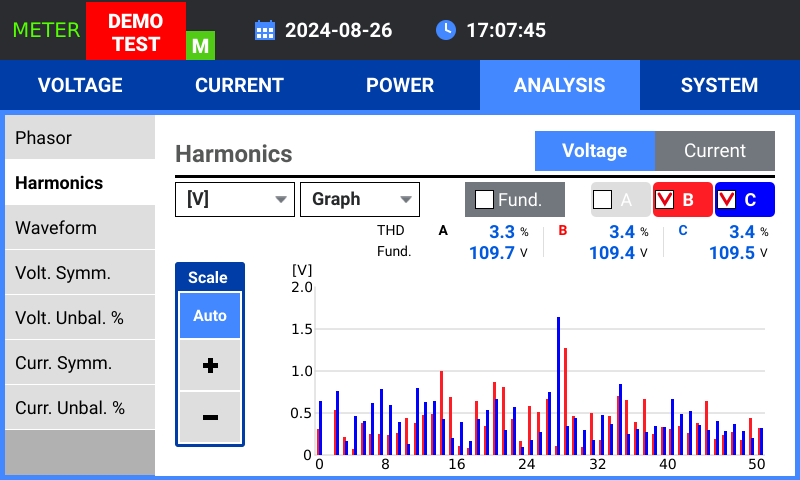 METER
DEMO
TEST
M
2024-08-26
17:07:45
VOLTAGE CURRENT POWER ANALYSIS SYSTEM
Phasor
Harmonics
Waveform
Volt. Symm.
Volt. Unbal. %
Curr. Symm.
Curr. Unbal. %
Harmonics
Voltage Current
[V] Graph Fund. A B C
THD A 3.3 % B 3.4 % C 3.4 %
Fund. 109.7 V 109.4 V 109.5 V
Scale
Auto
+
−
[V]
2.0
1.5
1.0
0.5
0
0 8 16 24 32 40 50